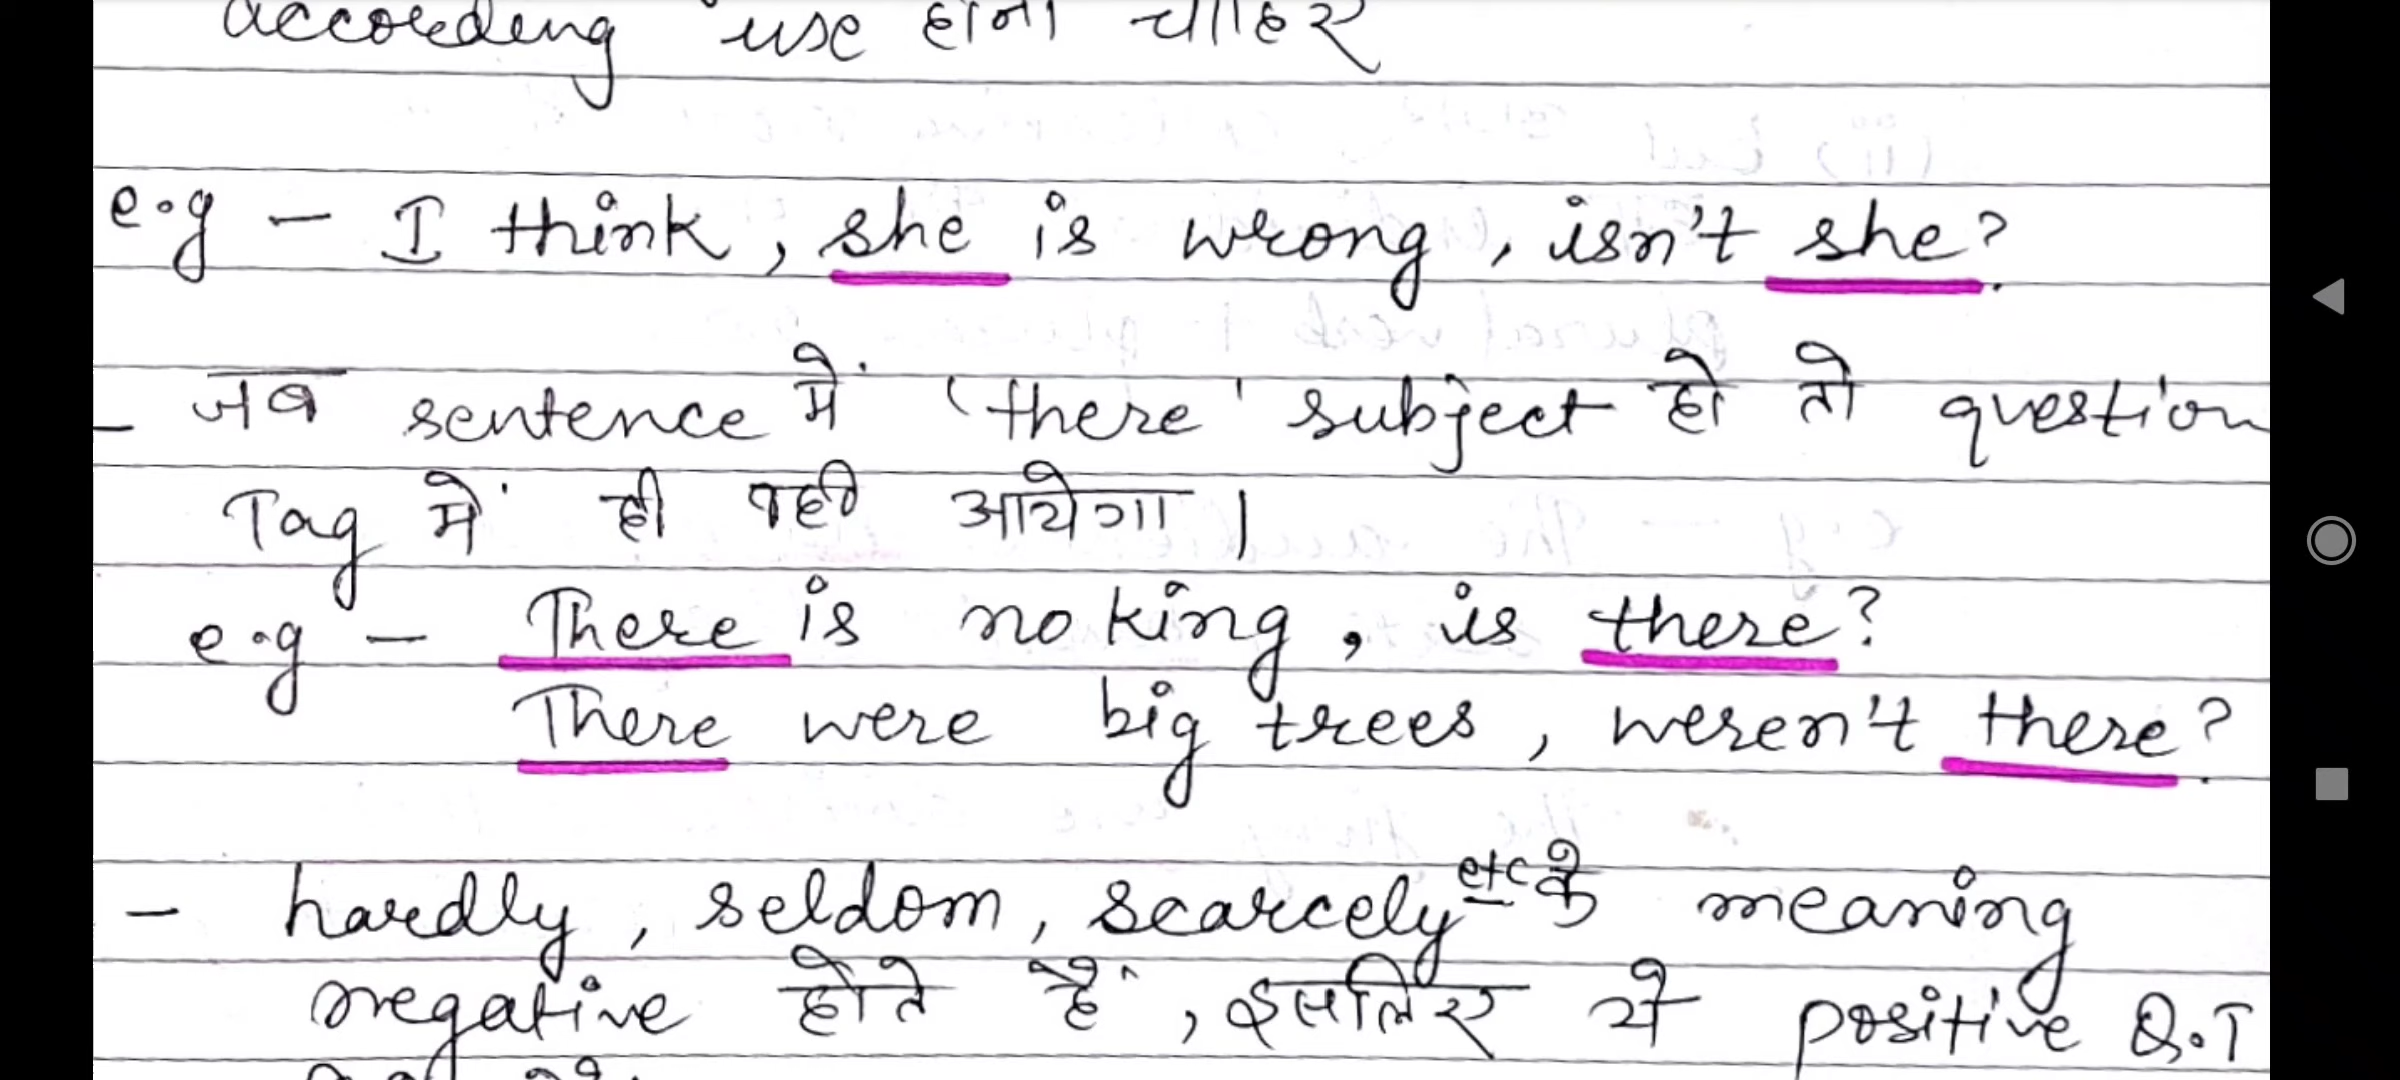 according use होना चाहिए
e.g - I think, she is wrong, isn't she?
- जब sentence में 'there' subject हो तो question
Tag में ही रही आयेगा |
e.g - There is no king, is there?
There were big trees, weren't there?
- hardly, seldom, scarcely etc के meaning
negative होते हैं, इसलिए ये positive Q.T